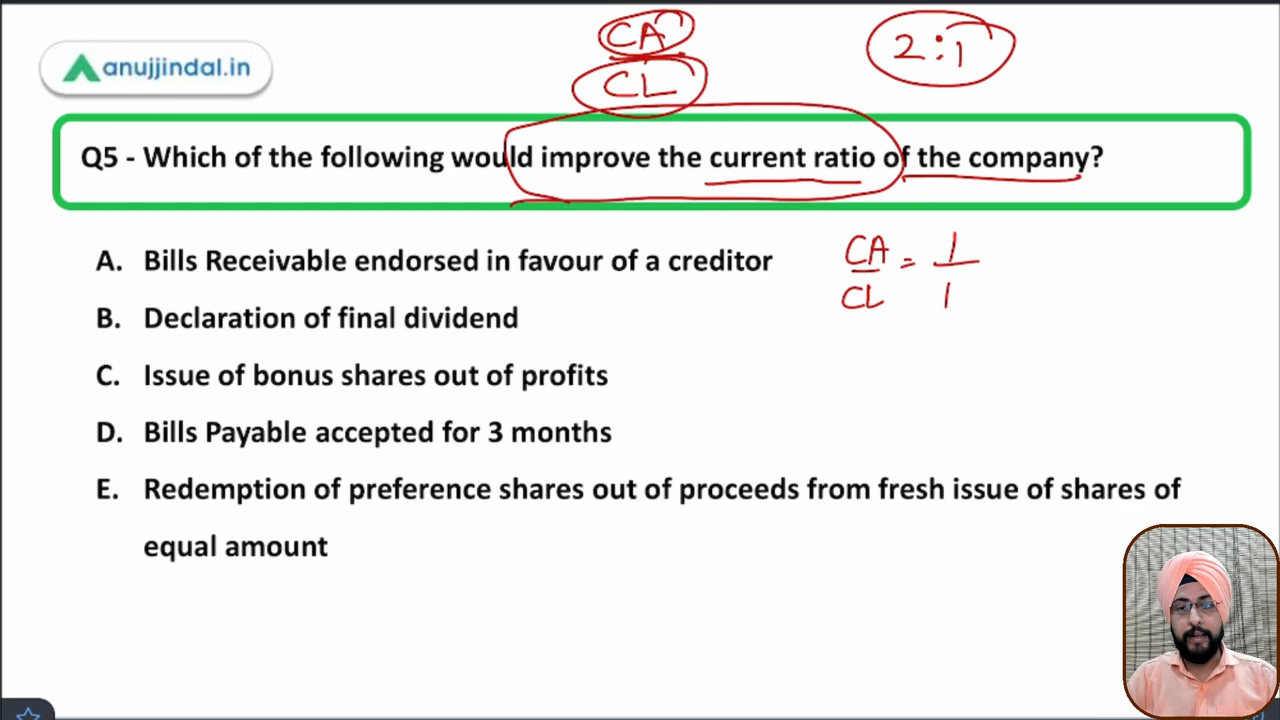 CA
CL
2:1
anujjindal.in
Q5 - Which of the following would improve the current ratio of the company?
A. Bills Receivable endorsed in favour of a creditor
CA = 1
CL 1
B. Declaration of final dividend
C. Issue of bonus shares out of profits
D. Bills Payable accepted for 3 months
E. Redemption of preference shares out of proceeds from fresh issue of shares of
equal amount